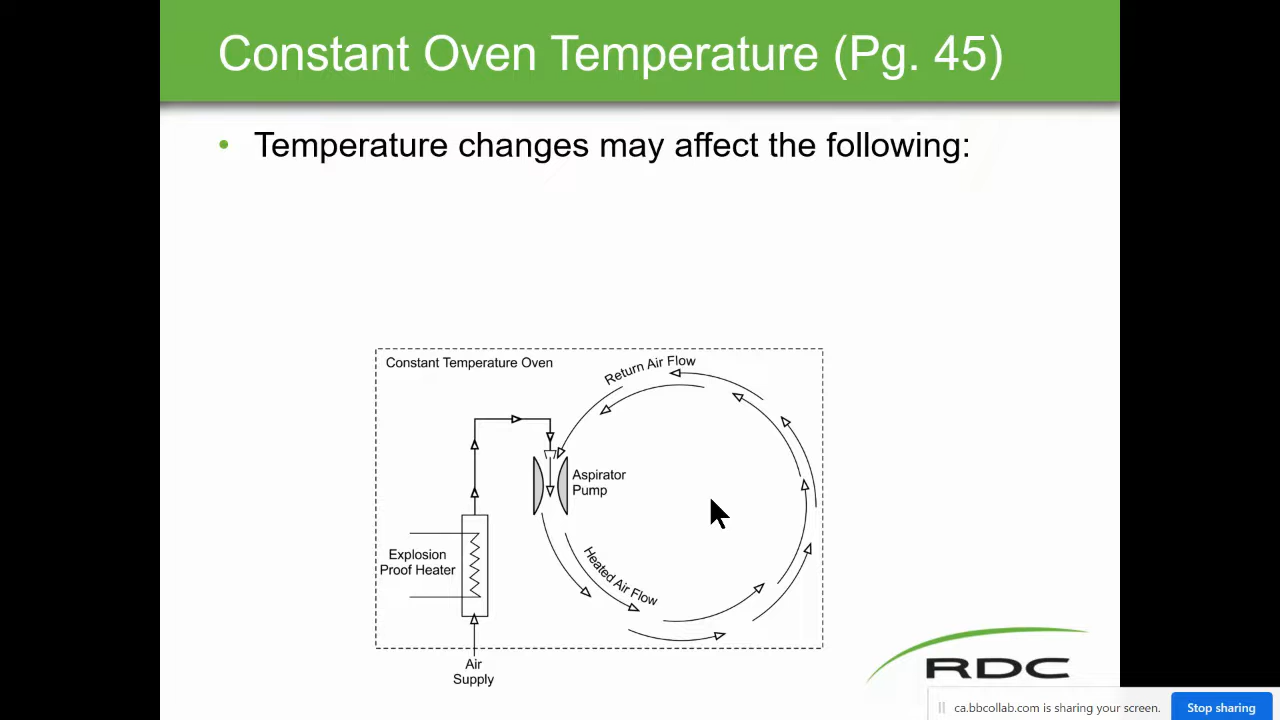 Constant Oven Temperature (Pg. 45)
• Temperature changes may affect the following:
Constant Temperature Oven
Return Air Flow
Aspirator
Pump
Explosion
Proof Heater
Heated Air Flow
Air
Supply
RDC
ca.bbcollab.com is sharing your screen.
Stop sharing